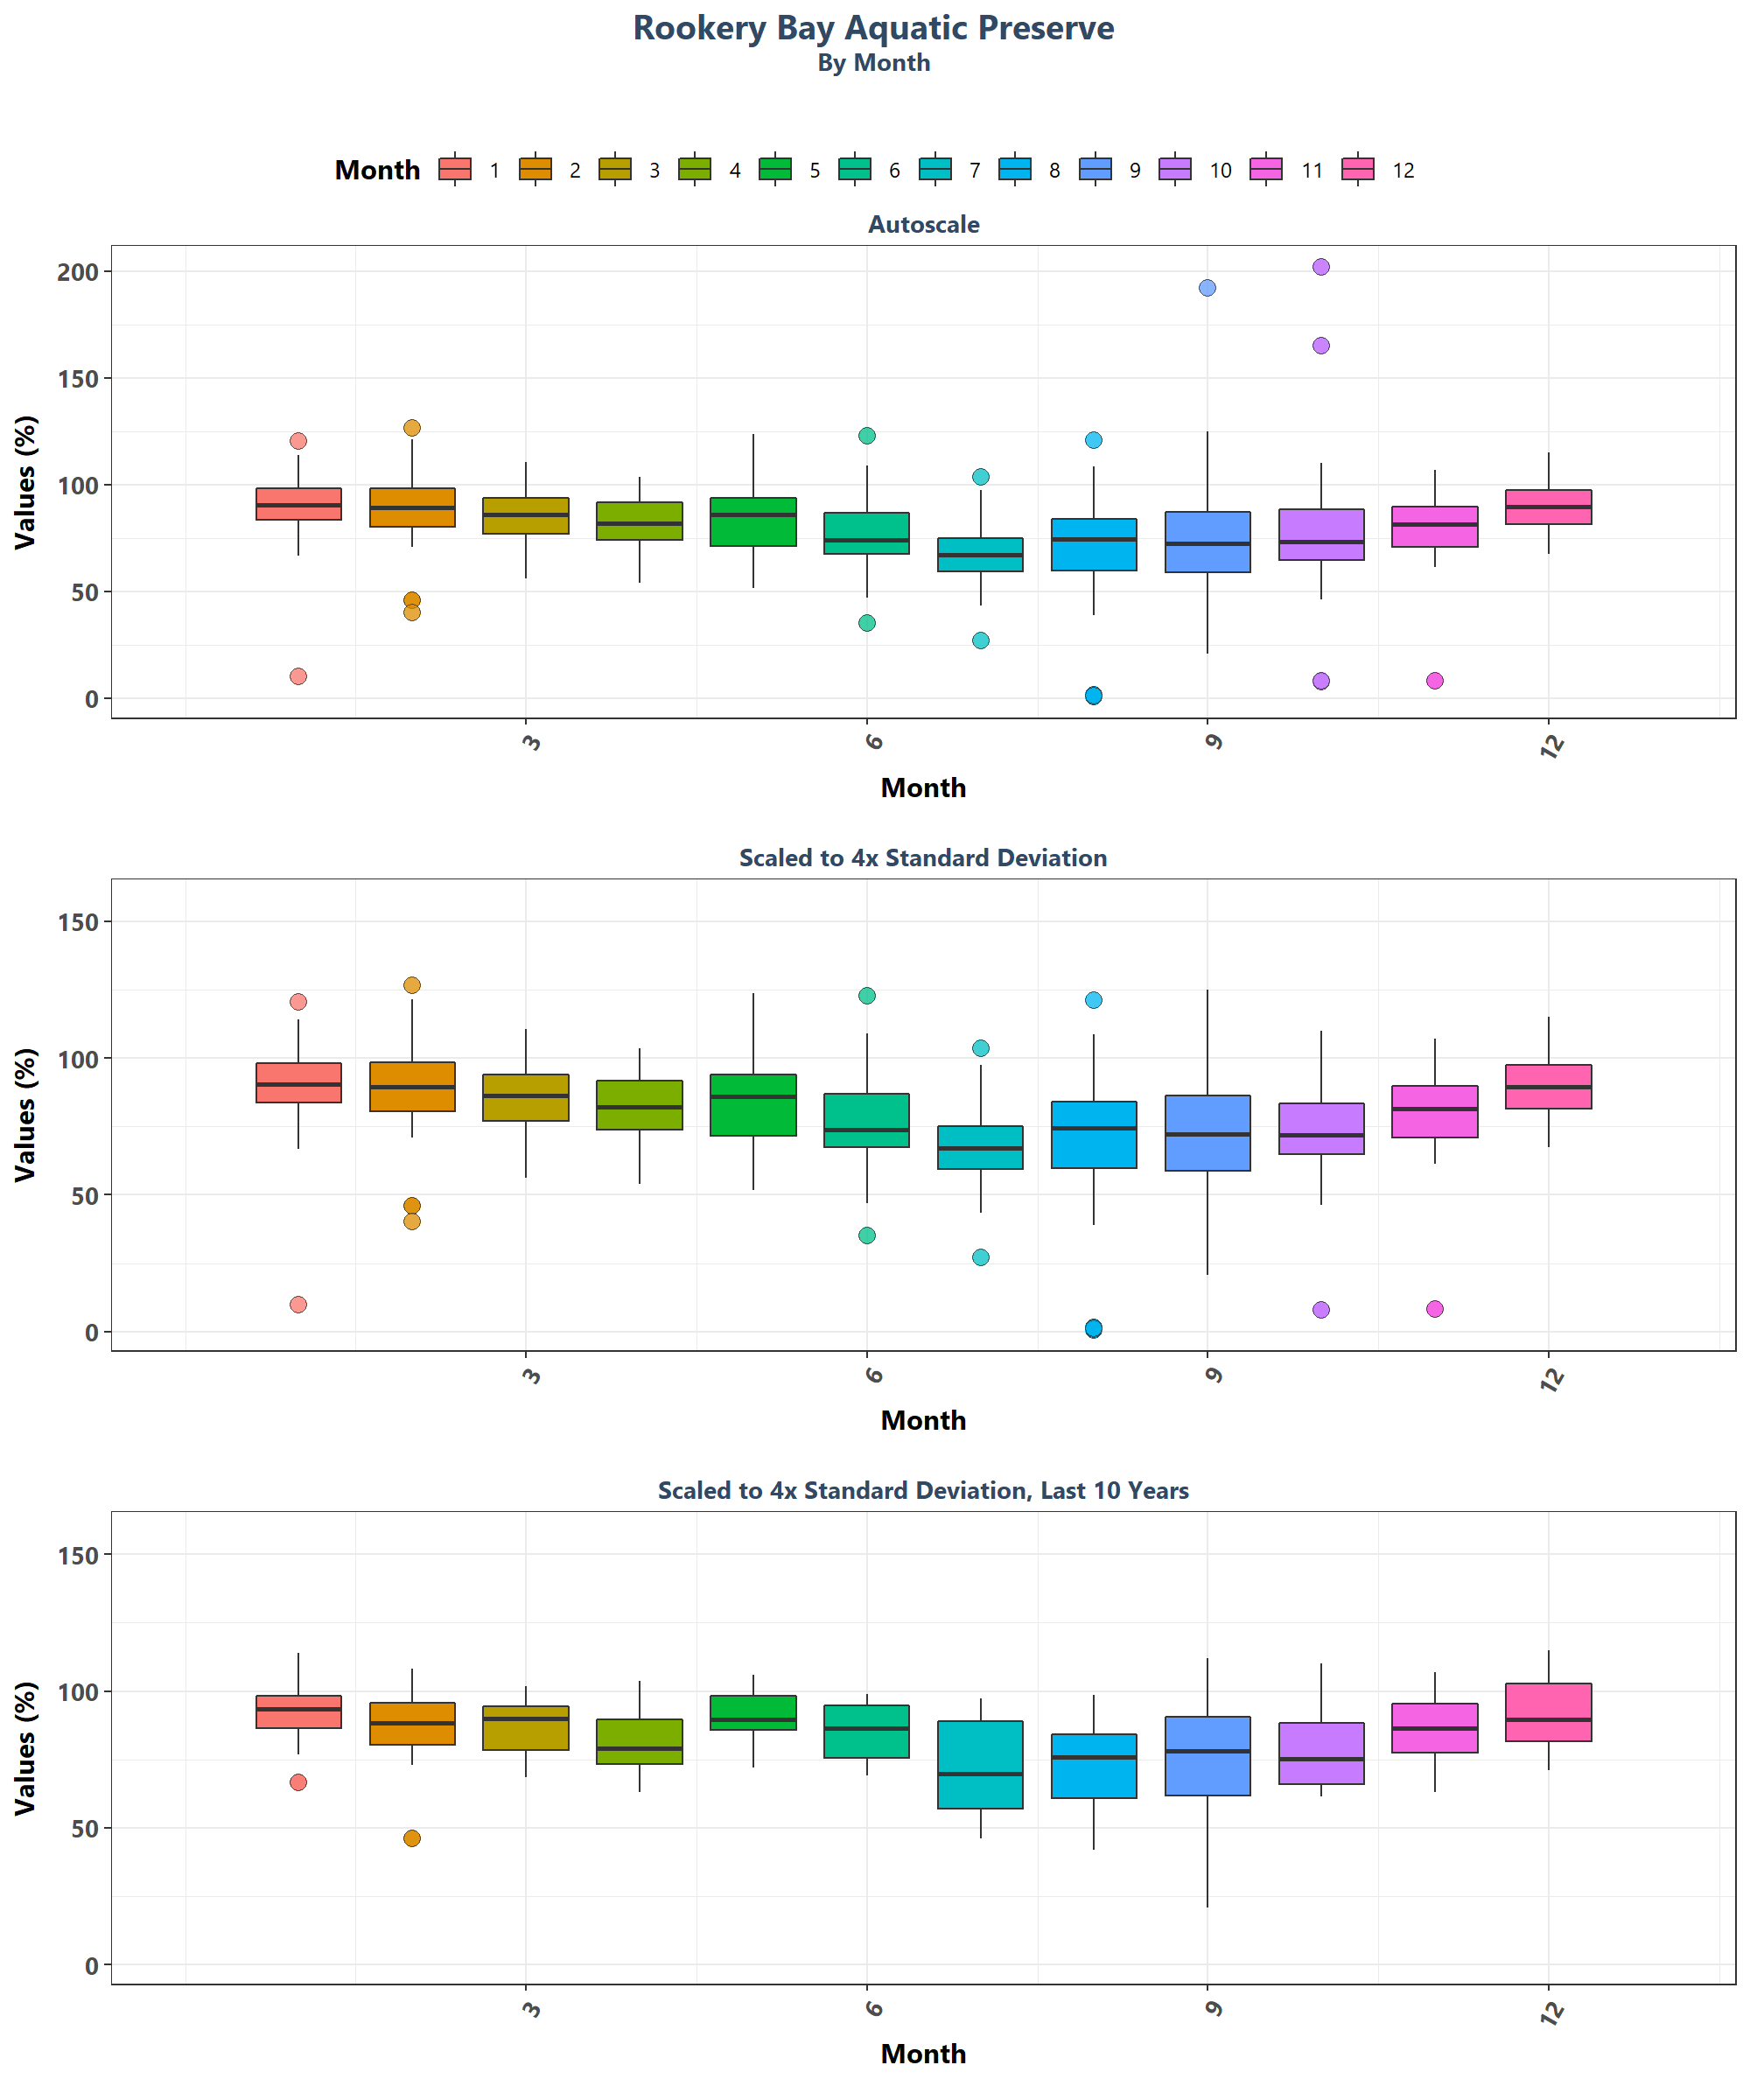 Rookery Bay Aquatic Preserve
By Month
Month 1 2 3 4 5 6 7 8 9 10 11 12
Autoscale
Values (%)
200
150
100
50
0
3 6 9 12
Month
Scaled to 4x Standard Deviation
Values (%)
150
100
50
0
3 6 9 12
Month
Scaled to 4x Standard Deviation, Last 10 Years
Values (%)
150
100
50
0
3 6 9 12
Month